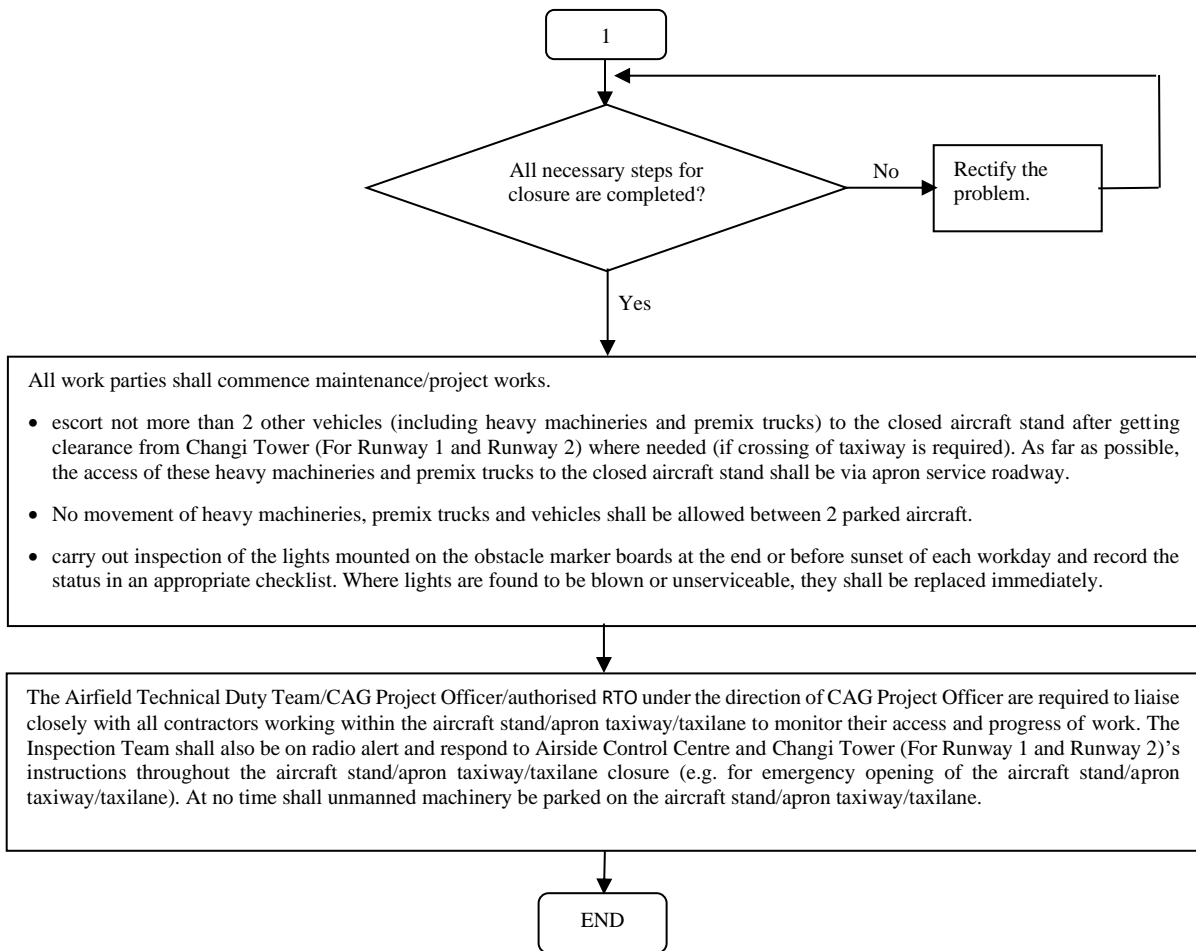 1
All necessary steps for
closure are completed?
No
Rectify the
problem.
Yes
All work parties shall commence maintenance/project works.
• escort not more than 2 other vehicles (including heavy machineries and premix trucks) to the closed aircraft stand after getting
clearance from Changi Tower (For Runway 1 and Runway 2) where needed (if crossing of taxiway is required). As far as possible,
the access of these heavy machineries and premix trucks to the closed aircraft stand shall be via apron service roadway.
• No movement of heavy machineries, premix trucks and vehicles shall be allowed between 2 parked aircraft.
• carry out inspection of the lights mounted on the obstacle marker boards at the end or before sunset of each workday and record the
status in an appropriate checklist. Where lights are found to be blown or unserviceable, they shall be replaced immediately.
The Airfield Technical Duty Team/CAG Project Officer/authorised RTO under the direction of CAG Project Officer are required to liaise
closely with all contractors working within the aircraft stand/apron taxiway/taxilane to monitor their access and progress of work. The
Inspection Team shall also be on radio alert and respond to Airside Control Centre and Changi Tower (For Runway 1 and Runway 2)’s
instructions throughout the aircraft stand/apron taxiway/taxilane closure (e.g. for emergency opening of the aircraft stand/apron
taxiway/taxilane). At no time shall unmanned machinery be parked on the aircraft stand/apron taxiway/taxilane.
END